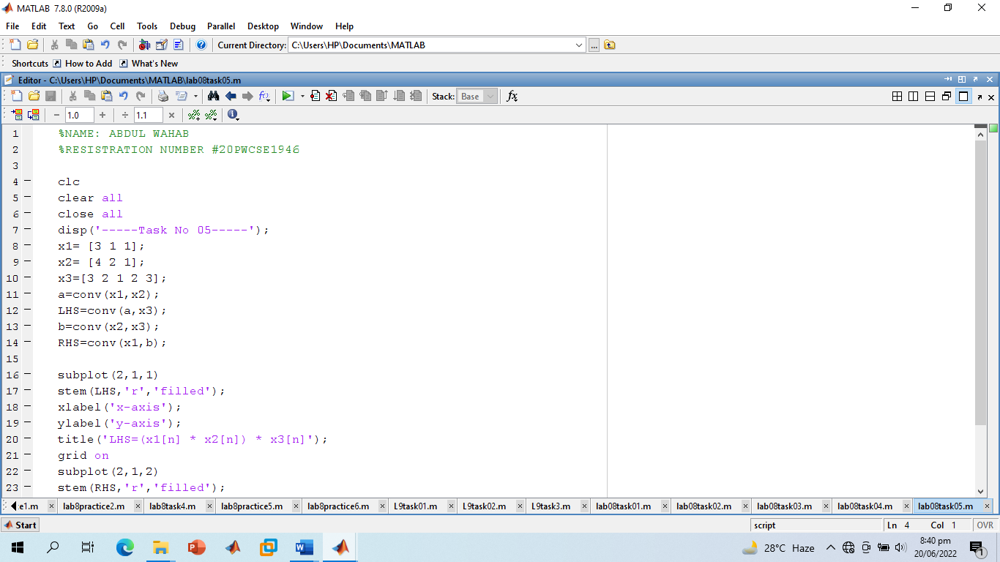 MATLAB 7.8.0 (R2009a)
File Edit Text Go Cell Tools Debug Parallel Desktop Window Help
Current Directory: C:\Users\HP\Documents\MATLAB ...
Shortcuts How to Add What's New
Editor - C:\Users\HP\Documents\MATLAB\lab08task05.m
Stack: Base fx
- 1.0 + ÷ 1.1 ×
1 %NAME: ABDUL WAHAB
2 %RESISTRATION NUMBER #20PWCSE1946
3
4 - clc
5 - clear all
6 - close all
7 - disp('-----Task No 05-----');
8 - x1= [3 1 1];
9 - x2= [4 2 1];
10 - x3=[3 2 1 2 3];
11 - a=conv(x1,x2);
12 - LHS=conv(a,x3);
13 - b=conv(x2,x3);
14 - RHS=conv(x1,b);
15
16 - subplot(2,1,1)
17 - stem(LHS,'r','filled');
18 - xlabel('x-axis');
19 - ylabel('y-axis');
20 - title('LHS=(x1[n] * x2[n]) * x3[n]');
21 - grid on
22 - subplot(2,1,2)
23 - stem(RHS,'r','filled');
e1.m lab8practice2.m lab8task4.m lab8practice5.m lab8practice6.m L9task01.m L9task02.m L9task3.m lab08task01.m lab08task02.m lab08task03.m lab08task04.m lab08task05.m
Start script Ln 4 Col 1 OVR
28°C Haze 8:40 pm
20/06/2022 1